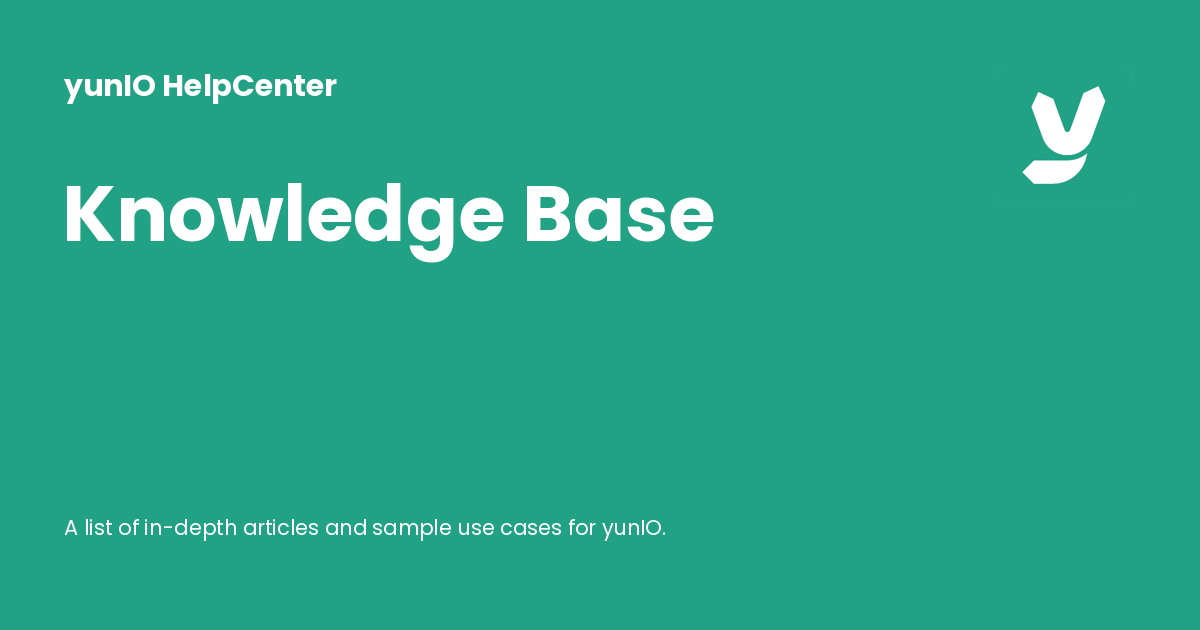 yunIO HelpCenter
Knowledge Base
A list of in-depth articles and sample use cases for yunIO.